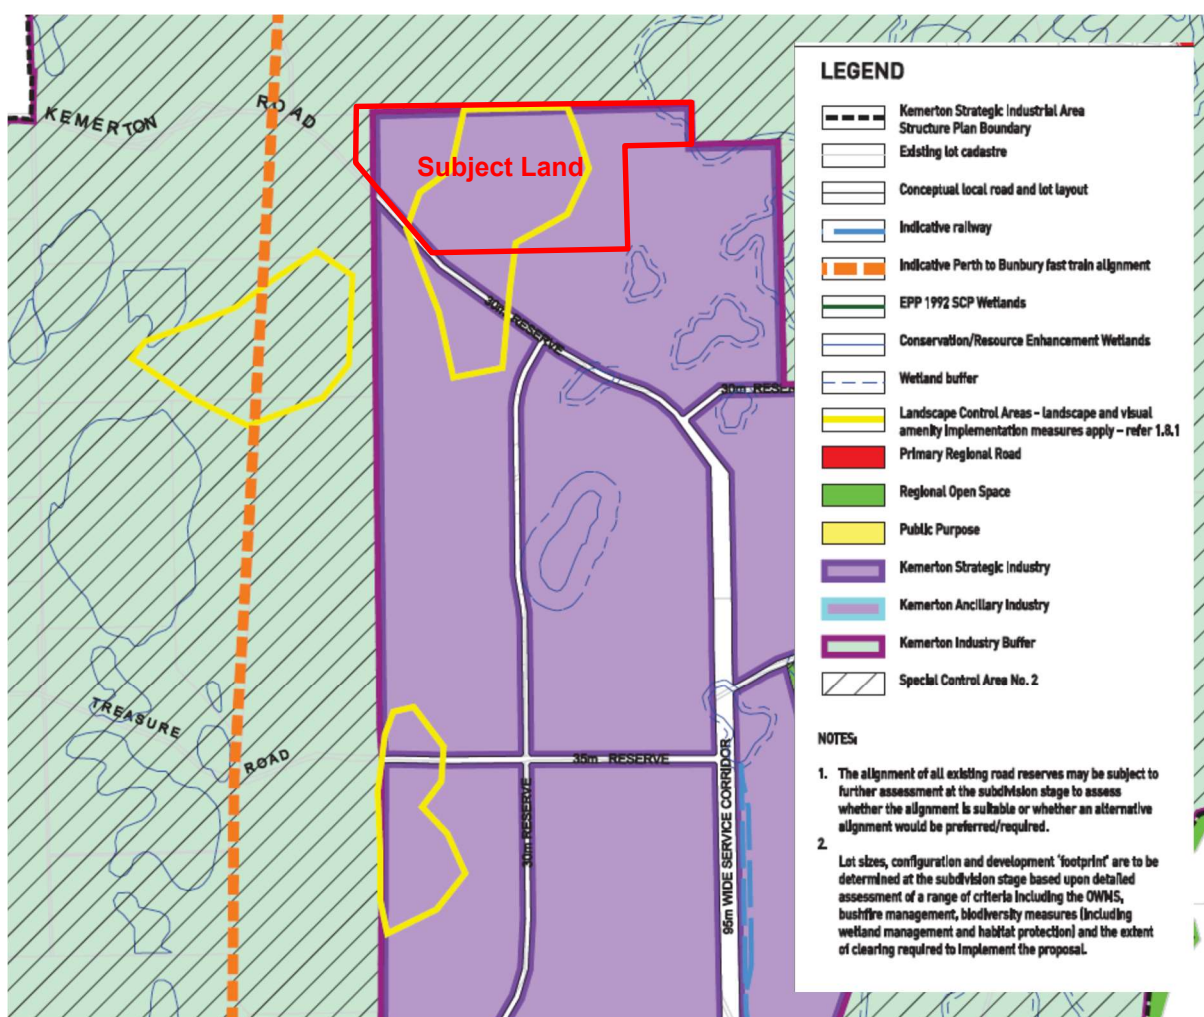 KEMERTON ROAD
Subject Land
30m RESERVE
30m RESE
TREASURE ROAD
35m RESERVE
30m RESERVE
95m WIDE SERVICE CORRIDOR
LEGEND
Kemerton Strategic Industrial Area
Structure Plan Boundary
Existing lot cadastre
Conceptual local road and lot layout
Indicative railway
Indicative Perth to Bunbury fast train alignment
EPP 1992 SCP Wetlands
Conservation/Resource Enhancement Wetlands
Wetland buffer
Landscape Control Areas – landscape and visual
amenity implementation measures apply – refer 1.8.1
Primary Regional Road
Regional Open Space
Public Purpose
Kemerton Strategic Industry
Kemerton Ancillary Industry
Kemerton Industry Buffer
Special Control Area No. 2
NOTES:
1. The alignment of all existing road reserves may be subject to
further assessment at the subdivision stage to assess
whether the alignment is suitable or whether an alternative
alignment would be preferred/required.
2.
Lot sizes, configuration and development 'footprint' are to be
determined at the subdivision stage based upon detailed
assessment of a range of criteria including the OWMS,
bushfire management, biodiversity measures (including
wetland management and habitat protection) and the extent
of clearing required to implement the proposal.